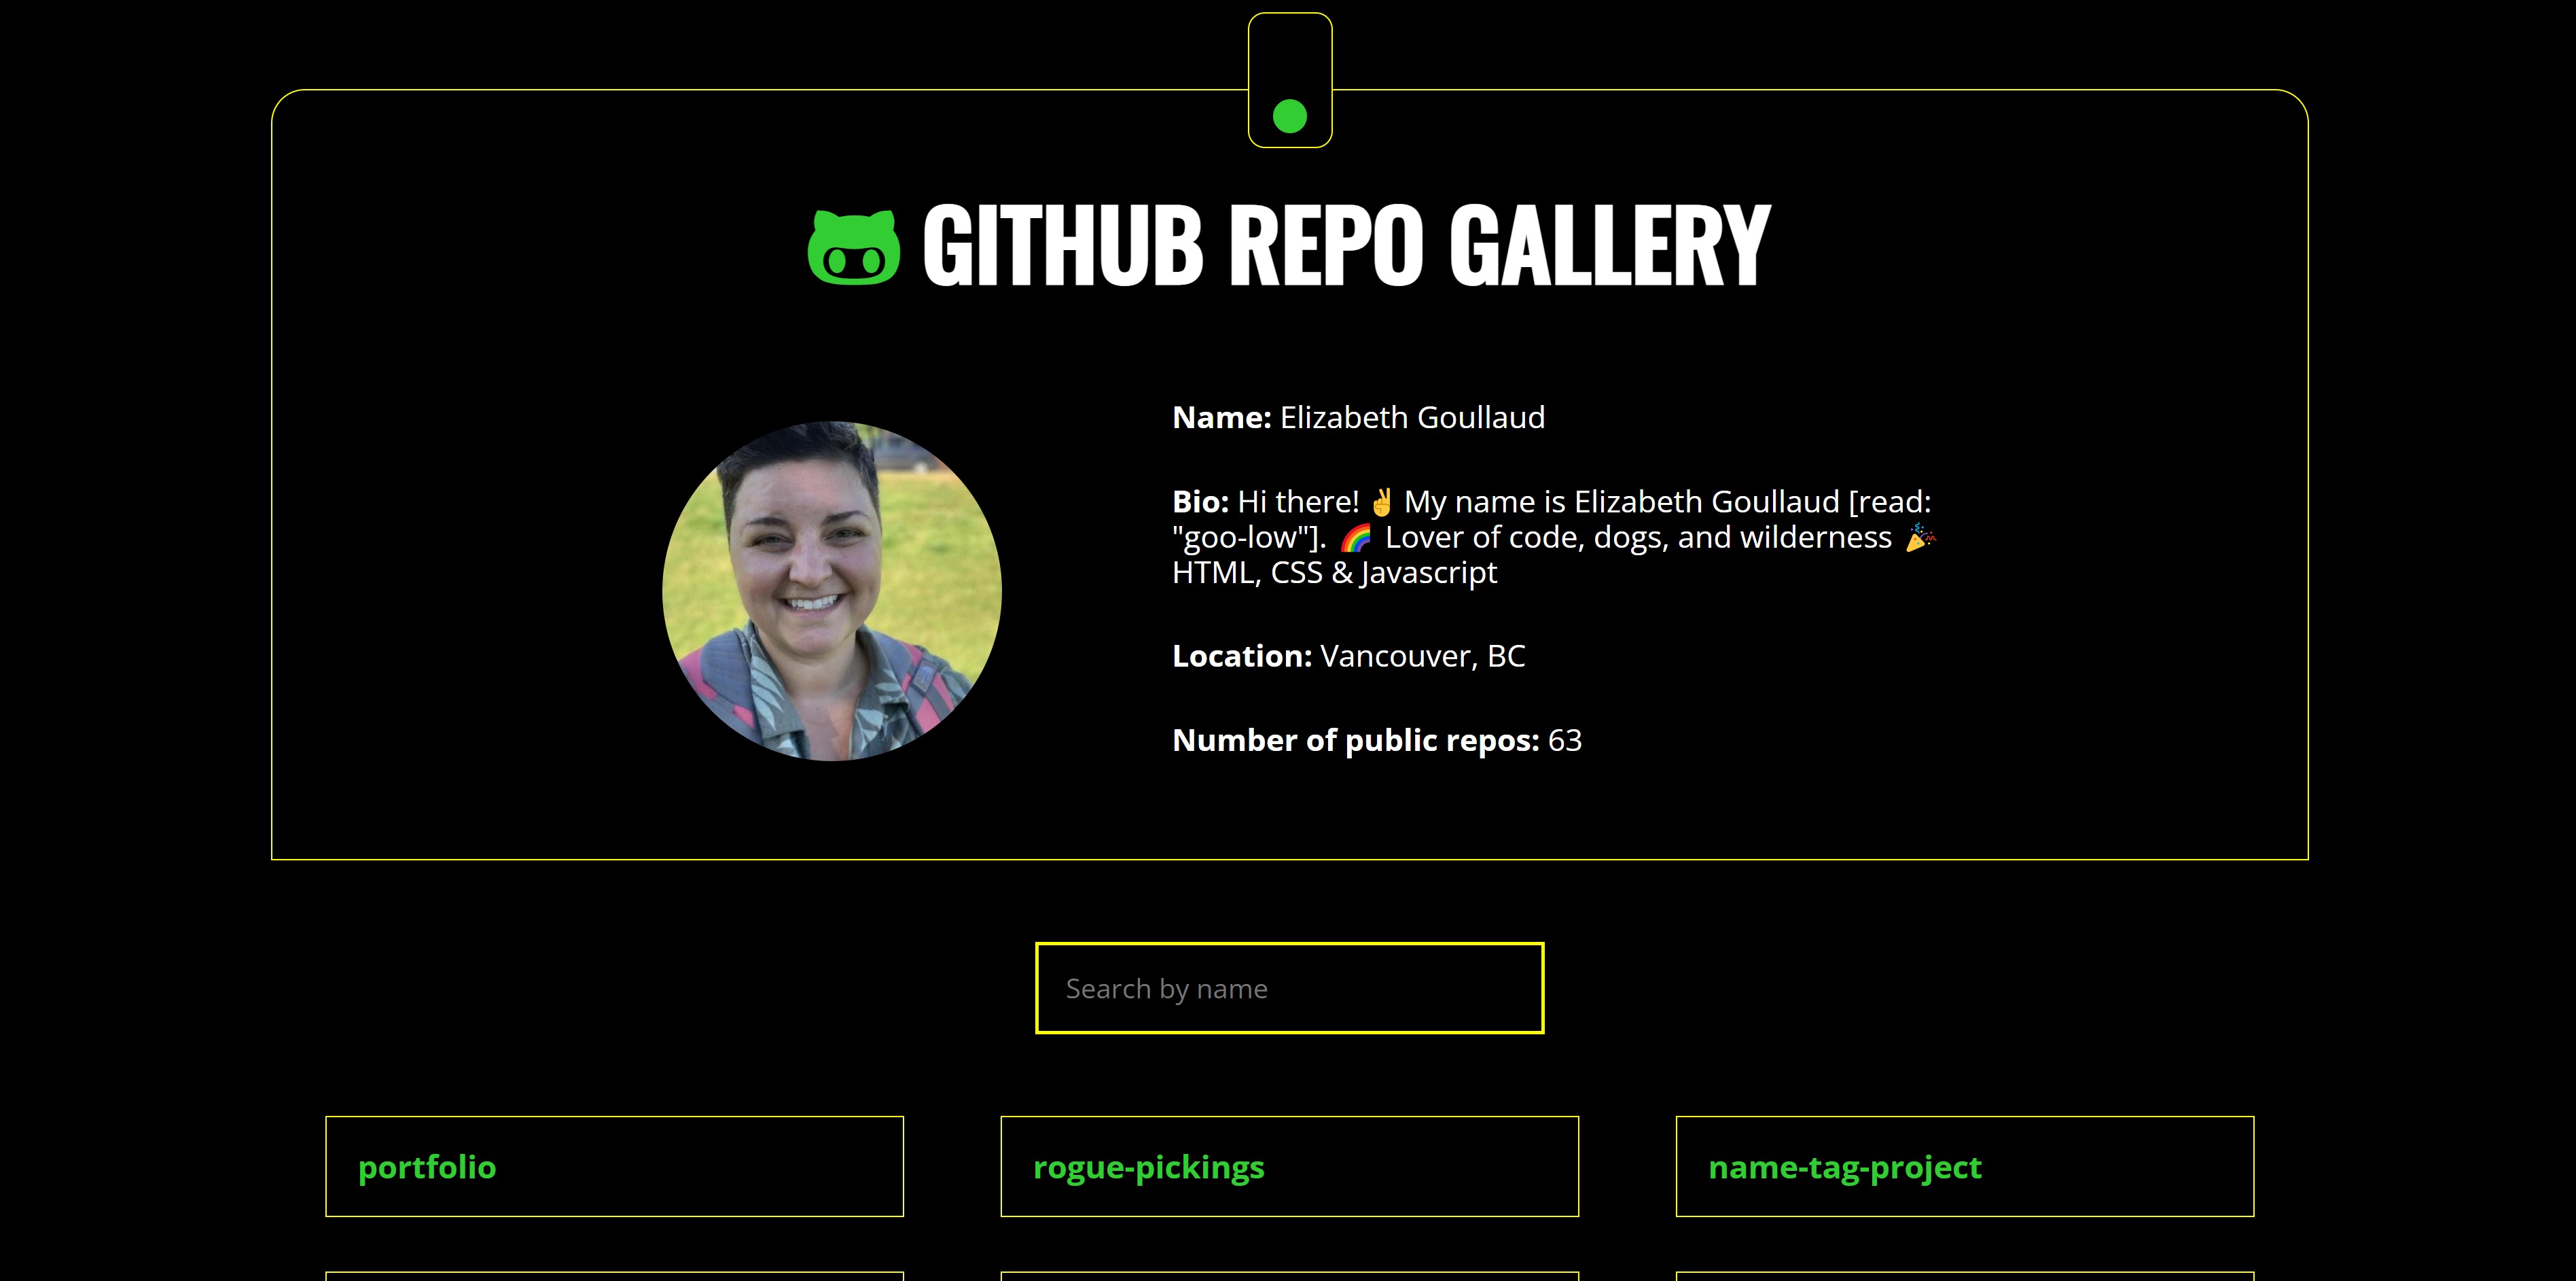 GITHUB REPO GALLERY
Name: Elizabeth Goullaud
Bio: Hi there! ✌ My name is Elizabeth Goullaud [read:
"goo-low"]. 🌈 Lover of code, dogs, and wilderness 🎉
HTML, CSS & Javascript
Location: Vancouver, BC
Number of public repos: 63
Search by name
portfolio
rogue-pickings
name-tag-project